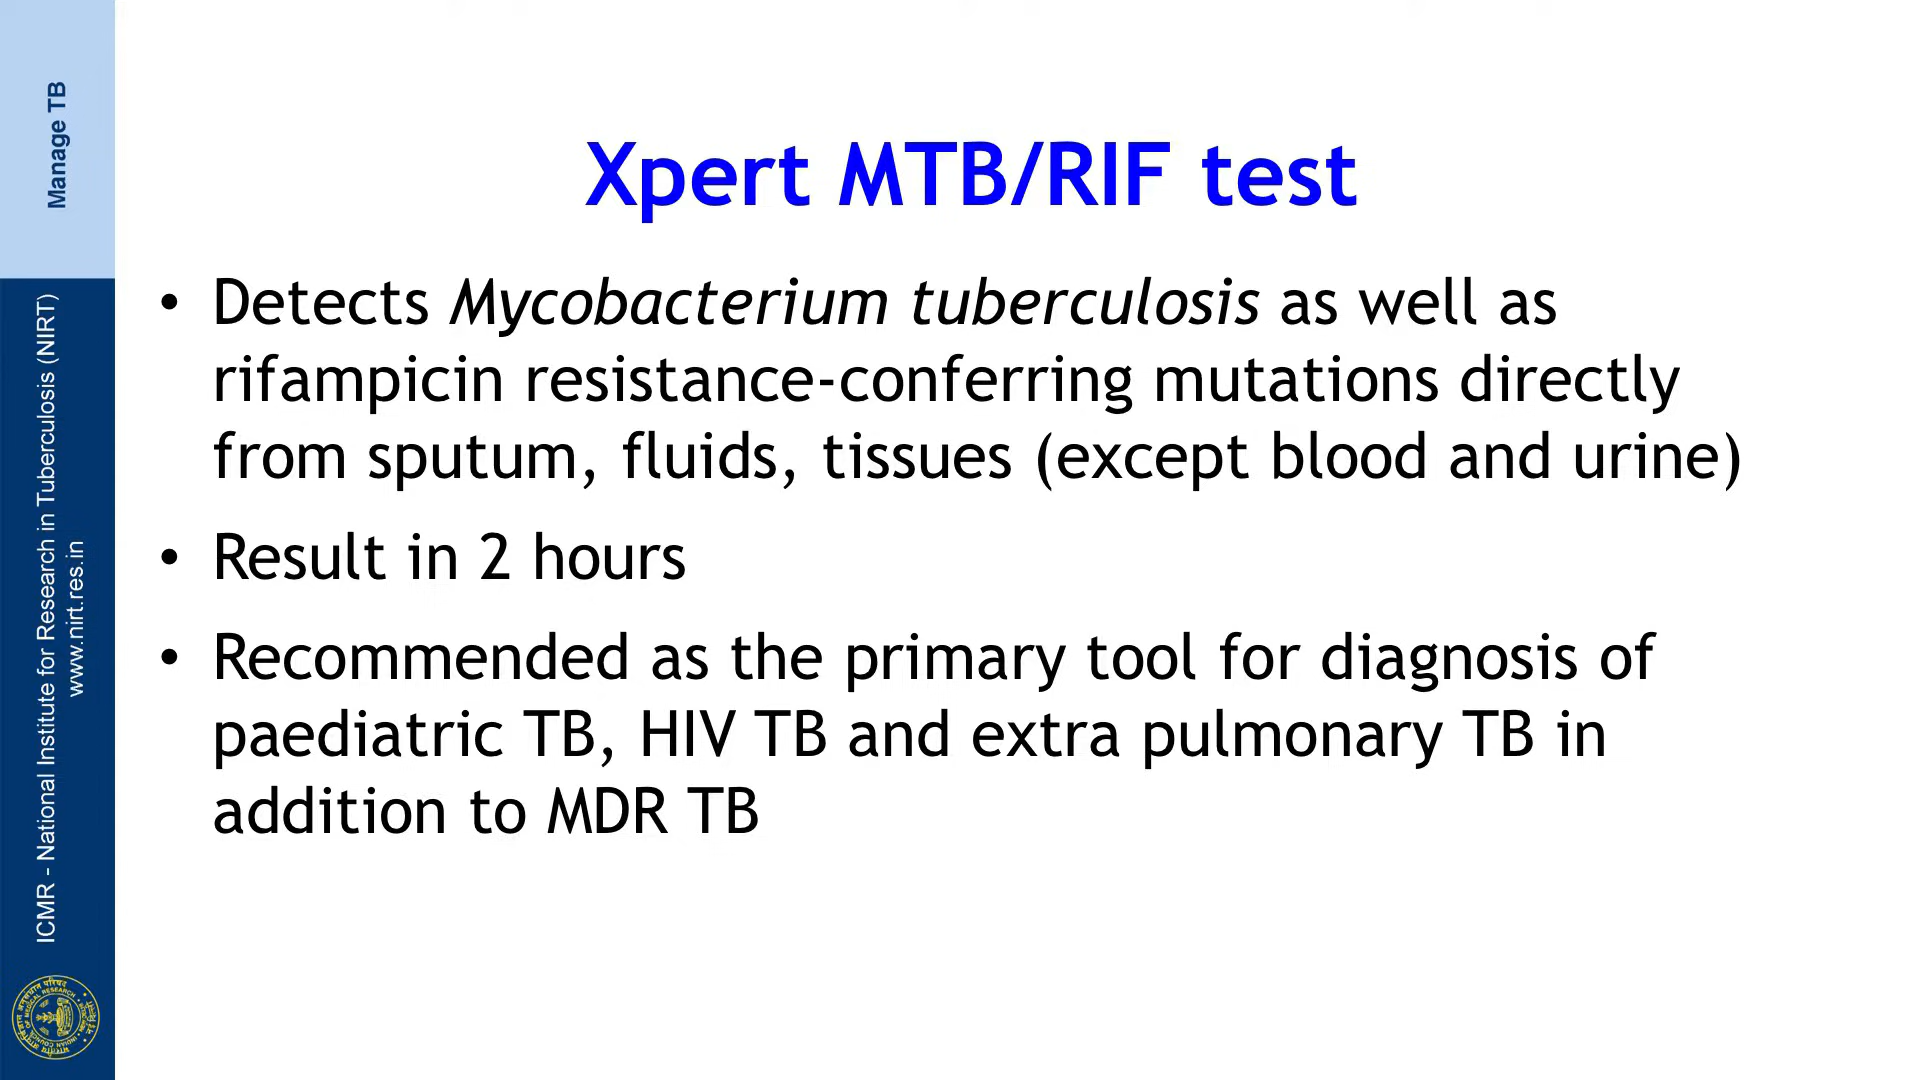 Manage TB
ICMR - National Institute for Research in Tuberculosis (NIRT)
www.nirt.res.in
Xpert MTB/RIF test
• Detects Mycobacterium tuberculosis as well as
rifampicin resistance-conferring mutations directly
from sputum, fluids, tissues (except blood and urine)
• Result in 2 hours
• Recommended as the primary tool for diagnosis of
paediatric TB, HIV TB and extra pulmonary TB in
addition to MDR TB